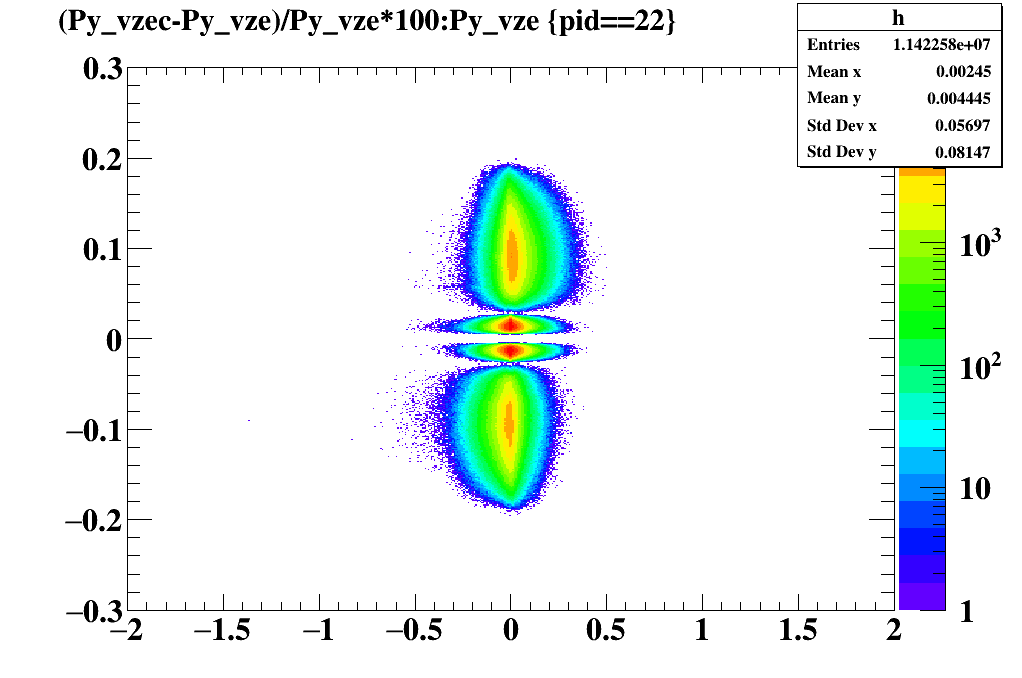 (Py_vzec-Py_vze)/Py_vze*100:Py_vze {pid==22}
h
Entries 1.142258e+07
Mean x 0.00245
Mean y 0.004445
Std Dev x 0.05697
Std Dev y 0.08147
0.3
0.2
0.1
0
−0.1
−0.2
−0.3
−2 −1.5 −1 −0.5 0 0.5 1 1.5 2
10³
10²
10
1